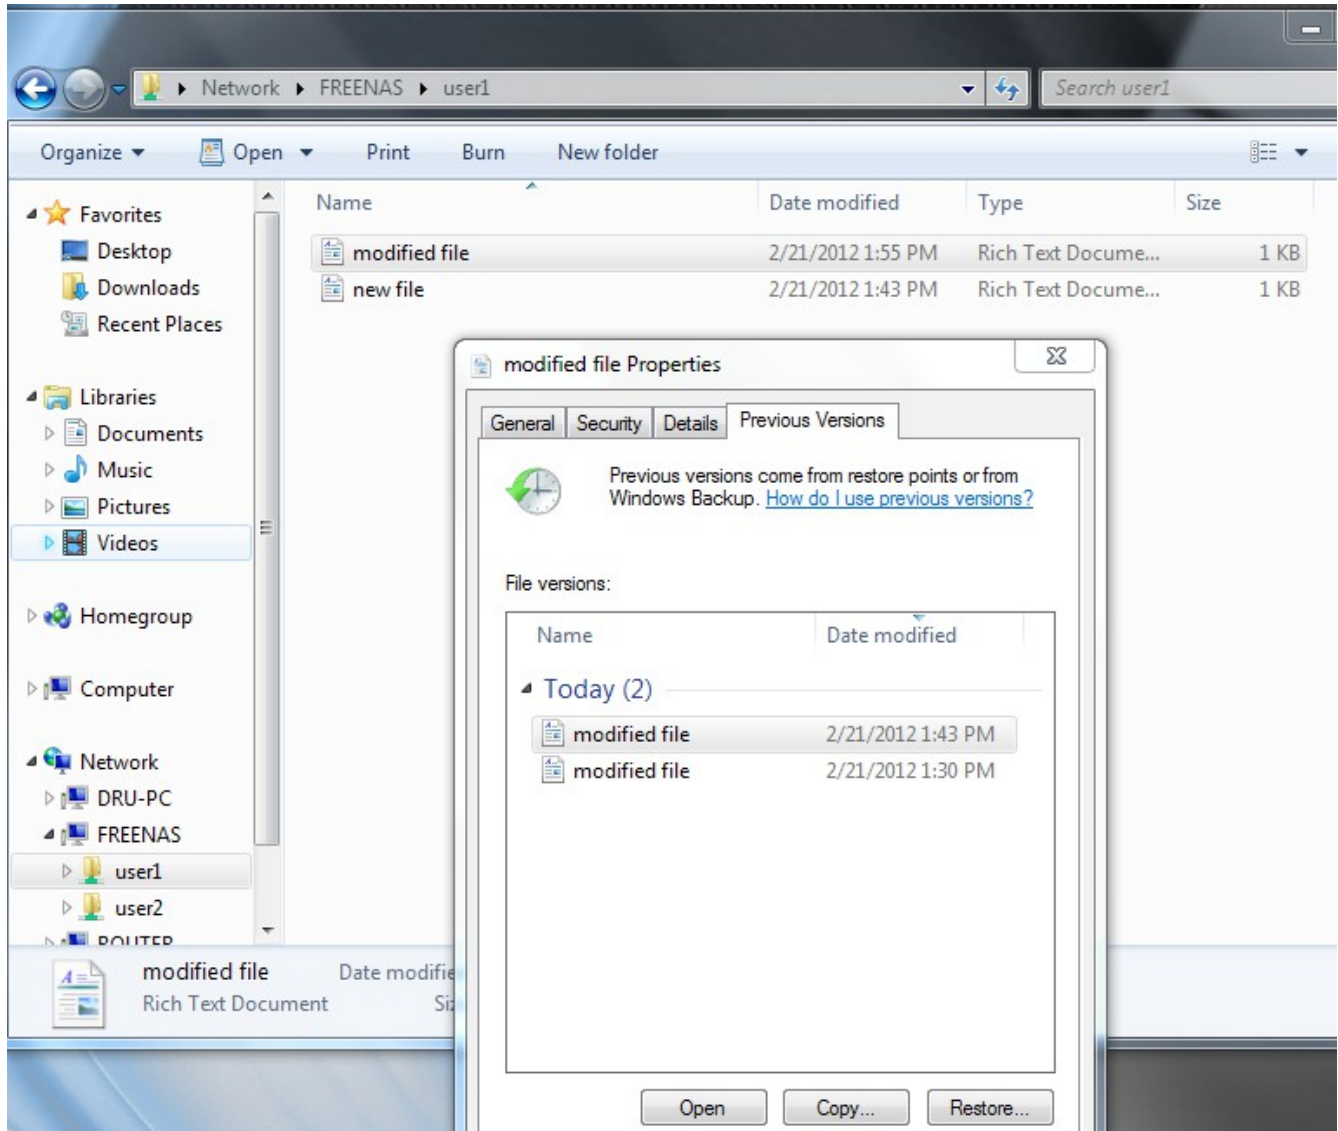 Network ▸ FREENAS ▸ user1
Search user1
Organize Open Print Burn New folder
Favorites
Desktop
Downloads
Recent Places
Libraries
Documents
Music
Pictures
Videos
Homegroup
Computer
Network
DRU-PC
FREENAS
user1
user2
ROUTER
Name Date modified Type Size
modified file 2/21/2012 1:55 PM Rich Text Docume... 1 KB
new file 2/21/2012 1:43 PM Rich Text Docume... 1 KB
modified file Properties
General Security Details Previous Versions
Previous versions come from restore points or from
Windows Backup. How do I use previous versions?
File versions:
Name Date modified
Today (2)
modified file 2/21/2012 1:43 PM
modified file 2/21/2012 1:30 PM
Open Copy... Restore...
modified file Date modifie
Rich Text Document Siz